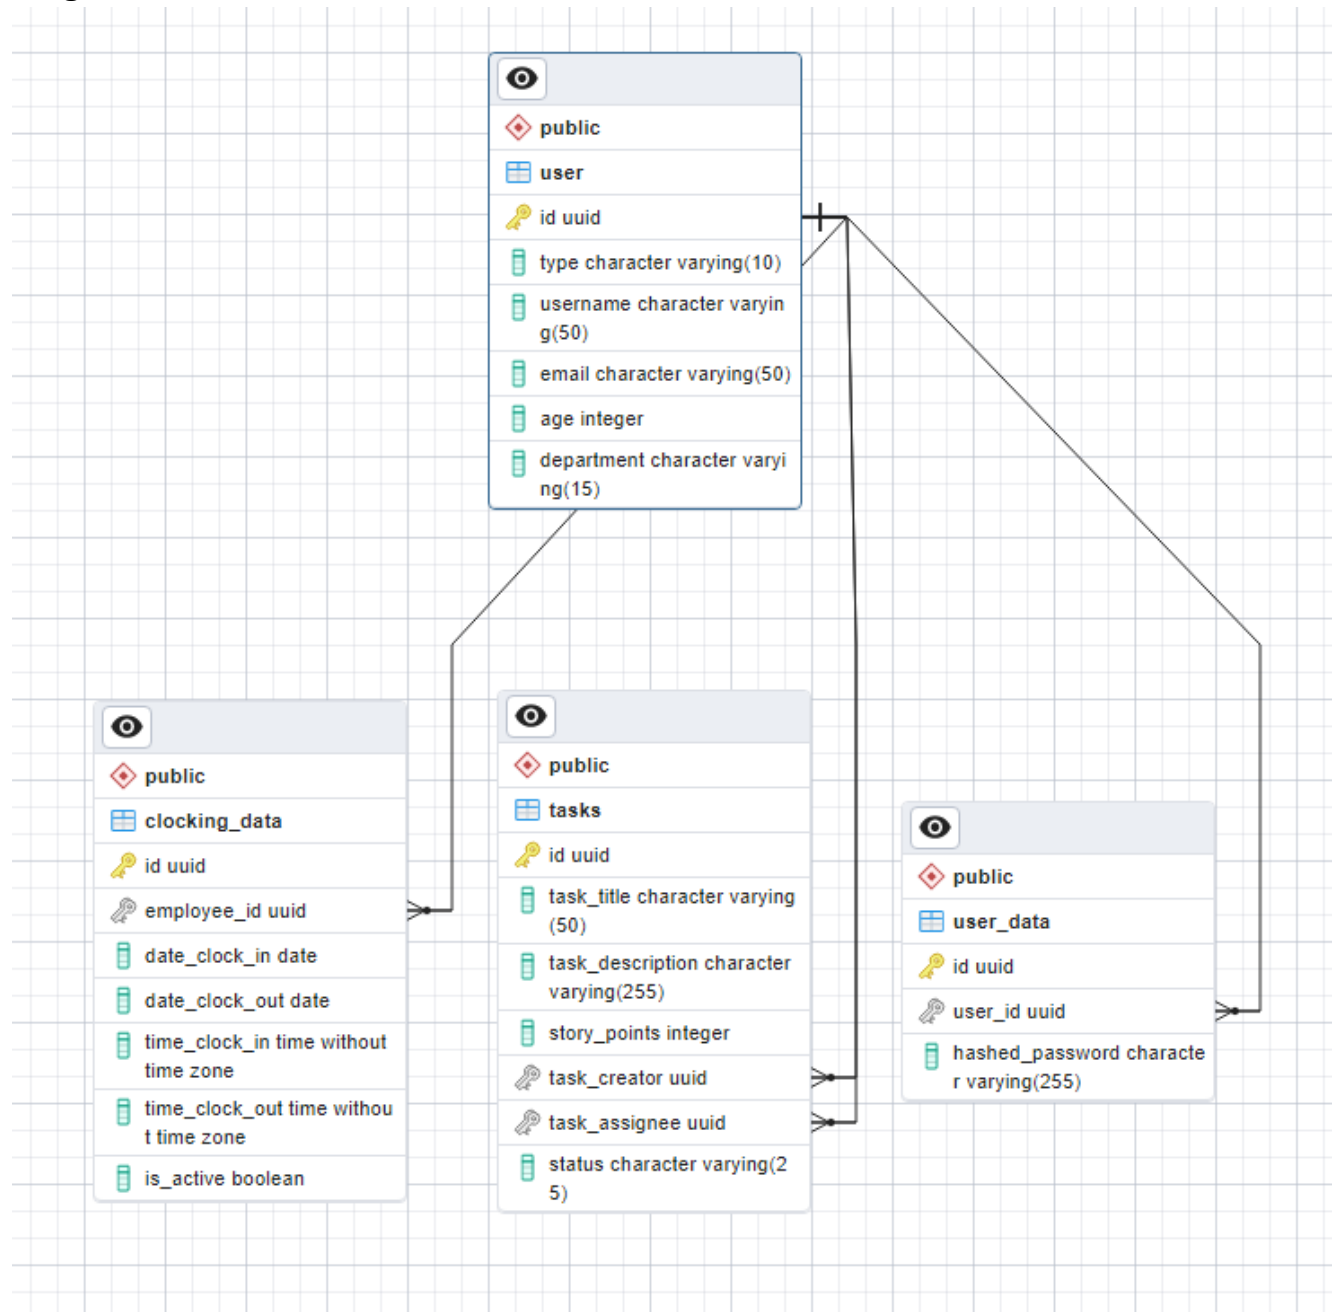 public
user
id uuid
type character varying(10)
username character varyin
g(50)
email character varying(50)
age integer
department character varyi
ng(15)
public
clocking_data
id uuid
employee_id uuid
date_clock_in date
date_clock_out date
time_clock_in time without
time zone
time_clock_out time withou
t time zone
is_active boolean
public
tasks
id uuid
task_title character varying
(50)
task_description character
varying(255)
story_points integer
task_creator uuid
task_assignee uuid
status character varying(2
5)
public
user_data
id uuid
user_id uuid
hashed_password characte
r varying(255)